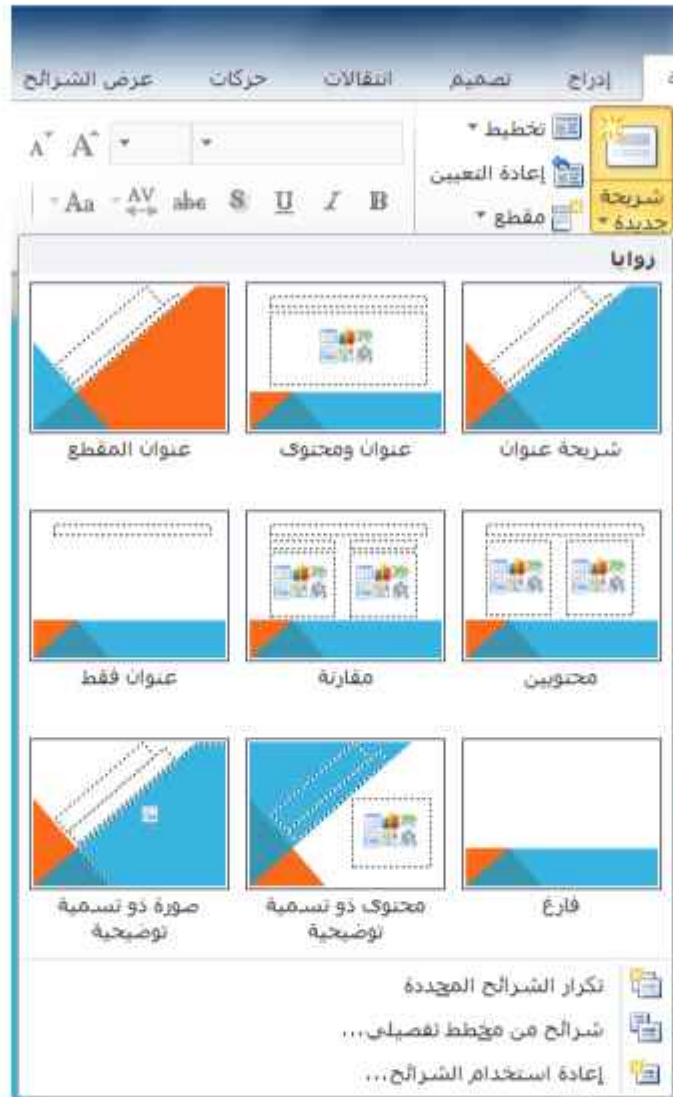 إدراج تصميم انتقالات حركات عرض الشرائح
شريحة جديدة
تخطيط
إعادة التعيين
مقطع
A A
B I U S abe AV Aa
زوايا
شريحة عنوان عنوان ومحتوى عنوان المقطع
محتويين مقارنة عنوان فقط
فارغ محتوى ذو تسمية توضيحية صورة ذو تسمية توضيحية
تكرار الشرائح المحددة
شرائح من مخطط تفصيلي...
إعادة استخدام الشرائح...